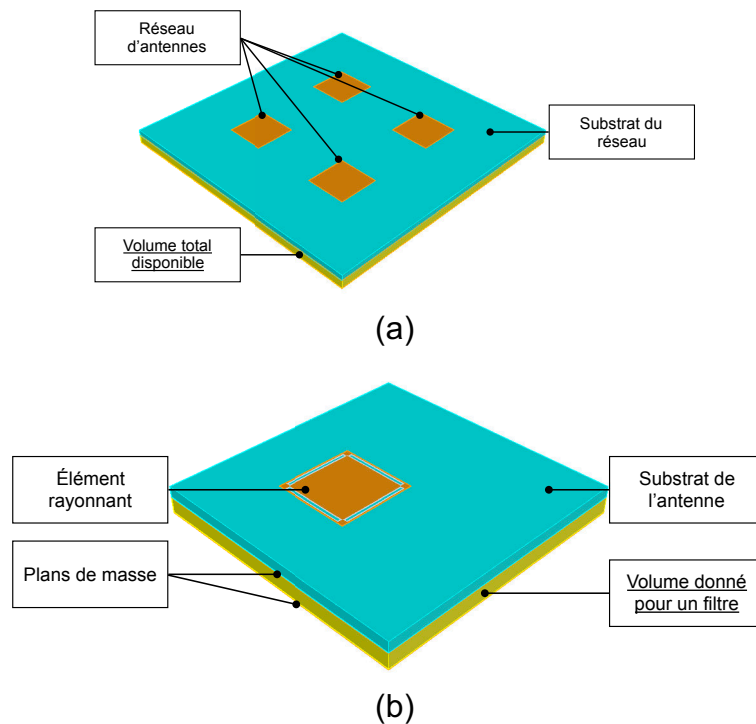 Réseau
d’antennes
Substrat du
réseau
Volume total
disponible
(a)
Élément
rayonnant
Substrat de
l’antenne
Plans de masse
Volume donné
pour un filtre
(b)